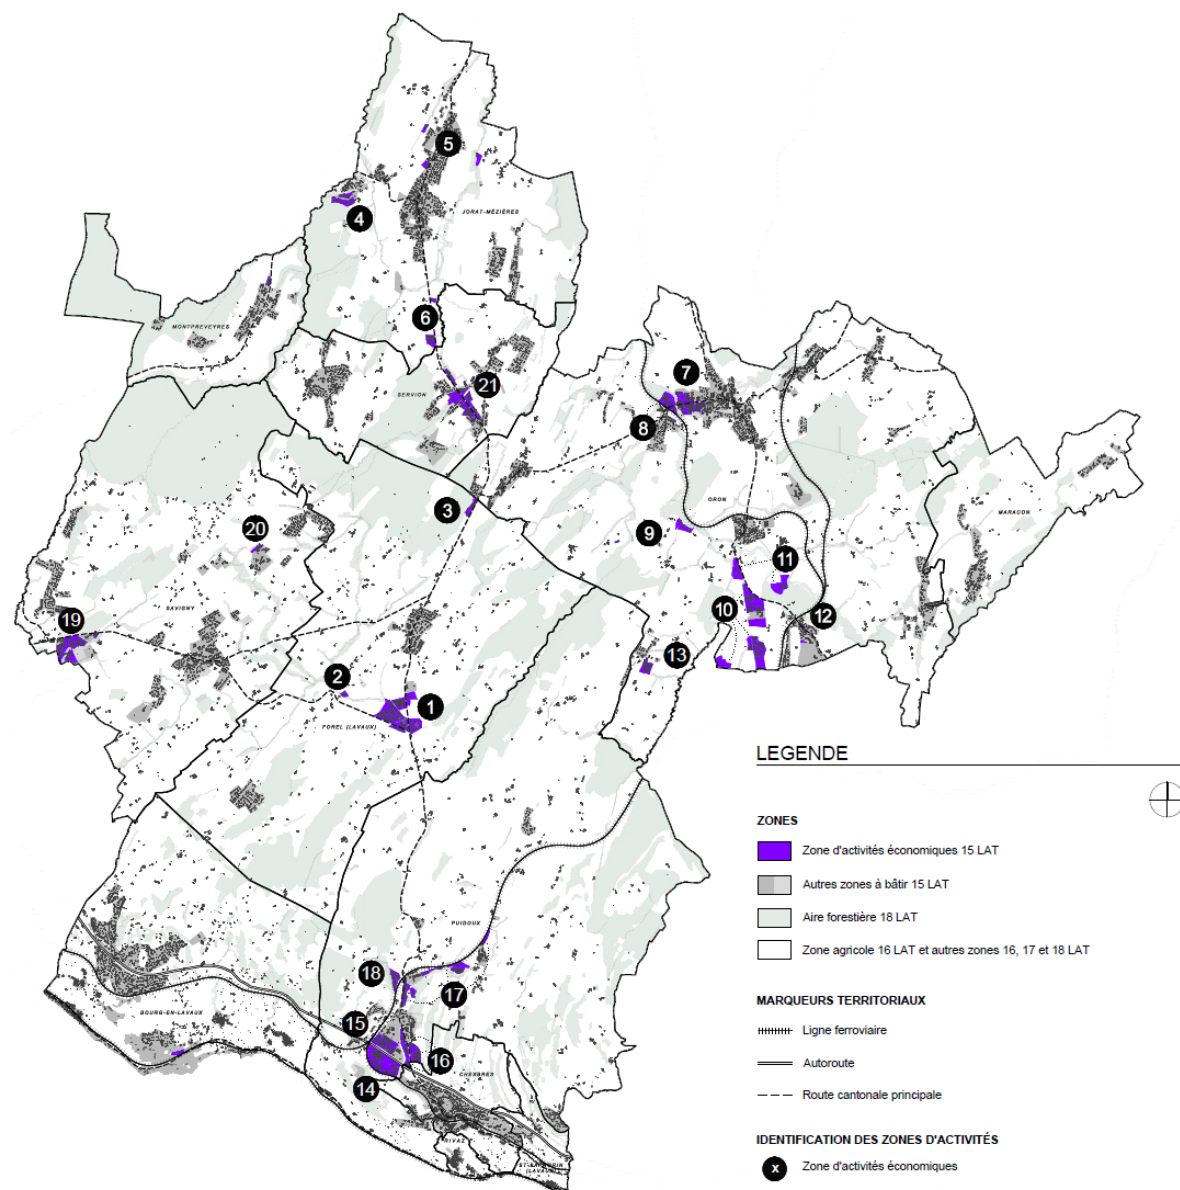 5
JORAT-MÉZIÈRES
4
6
MONTPREVEYRES
SERVION
21
7
8
3
20
9
ORON
MARACON
11
10
12
19
SAVIGNY
13
2
1
FOREL (LAVAUX)
LEGENDE
ZONES
Zone d'activités économiques 15 LAT
Autres zones à bâtir 15 LAT
Aire forestière 18 LAT
Zone agricole 16 LAT et autres zones 16, 17 et 18 LAT
PUIDOUX
18
17
15
BOURG-EN-LAVAUX
16
CHEXBRES
14
RIVAZ
ST-SAPHORIN
(LAVAUX)
MARQUEURS TERRITORIAUX
Ligne ferroviaire
Autoroute
Route cantonale principale
IDENTIFICATION DES ZONES D'ACTIVITÉS
x
Zone d'activités économiques